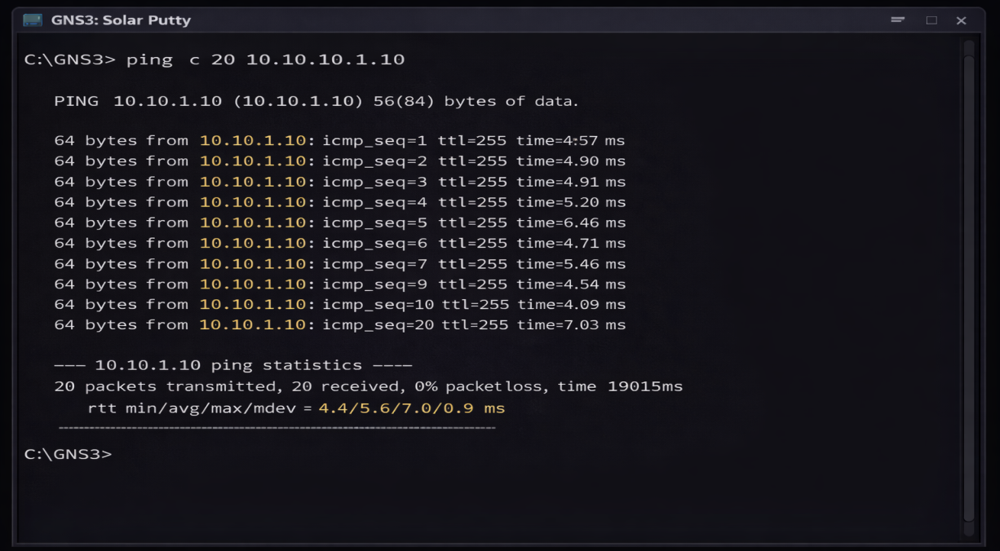 GNS3: Solar Putty
C:\GNS3> ping c 20 10.10.10.1.10
PING 10.10.1.10 (10.10.1.10) 56(84) bytes of data.
64 bytes from 10.10.1.10: icmp_seq=1 ttl=255 time=4.57 ms
64 bytes from 10.10.1.10: icmp_seq=2 ttl=255 time=4.90 ms
64 bytes from 10.10.1.10: icmp_seq=3 ttl=255 time=4.91 ms
64 bytes from 10.10.1.10: icmp_seq=4 ttl=255 time=5.20 ms
64 bytes from 10.10.1.10: icmp_seq=5 ttl=255 time=6.46 ms
64 bytes from 10.10.1.10: icmp_seq=6 ttl=255 time=4.71 ms
64 bytes from 10.10.1.10: icmp_seq=7 ttl=255 time=5.46 ms
64 bytes from 10.10.1.10: icmp_seq=9 ttl=255 time=4.54 ms
64 bytes from 10.10.1.10: icmp_seq=10 ttl=255 time=4.09 ms
64 bytes from 10.10.1.10: icmp_seq=20 ttl=255 time=7.03 ms
––– 10.10.1.10 ping statistics ––––
20 packets transmitted, 20 received, 0% packet loss, time 19015ms
rtt min/avg/max/mdev = 4.4/5.6/7.0/0.9 ms
C:\GNS3>